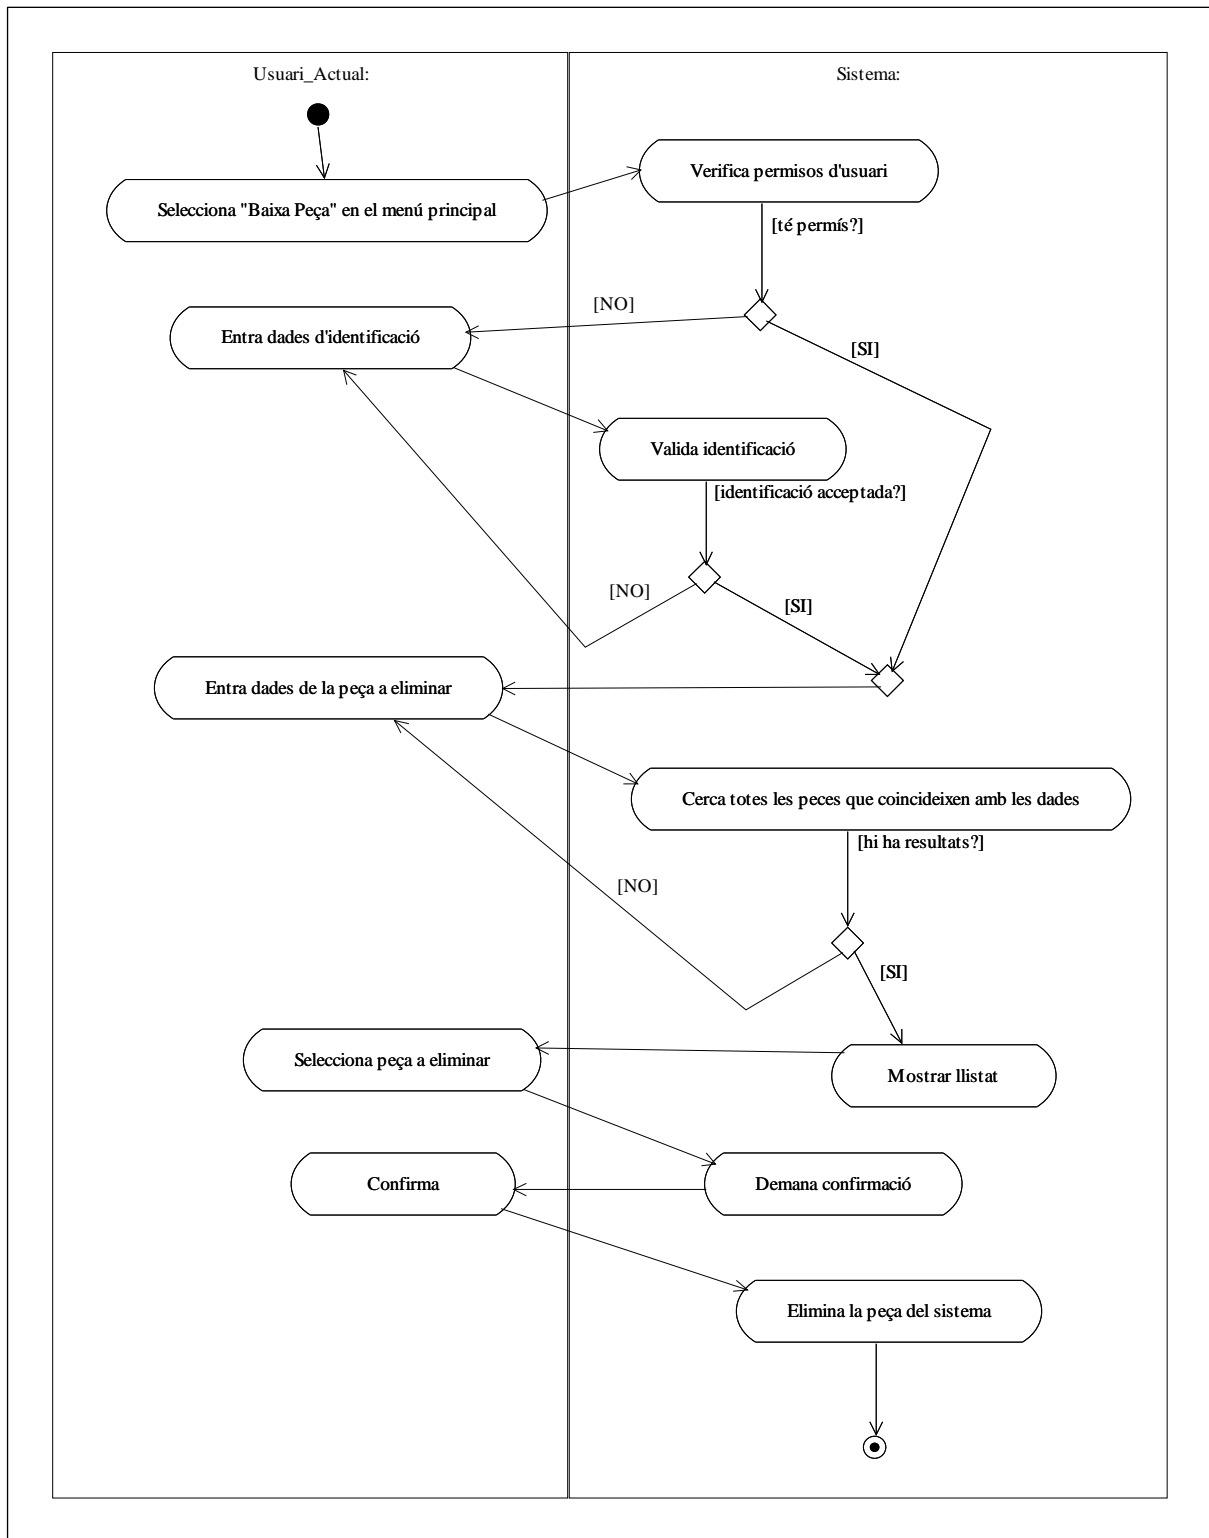 Usuari_Actual:
Sistema:
Verifica permisos d'usuari
Selecciona "Baixa Peça" en el menú principal
[té permís?]
[NO]
Entra dades d'identificació
[SI]
Valida identificació
[identificació acceptada?]
[NO]
[SI]
Entra dades de la peça a eliminar
Cerca totes les peces que coincideixen amb les dades
[hi ha resultats?]
[NO]
[SI]
Selecciona peça a eliminar
Mostrar llistat
Confirma
Demana confirmació
Elimina la peça del sistema